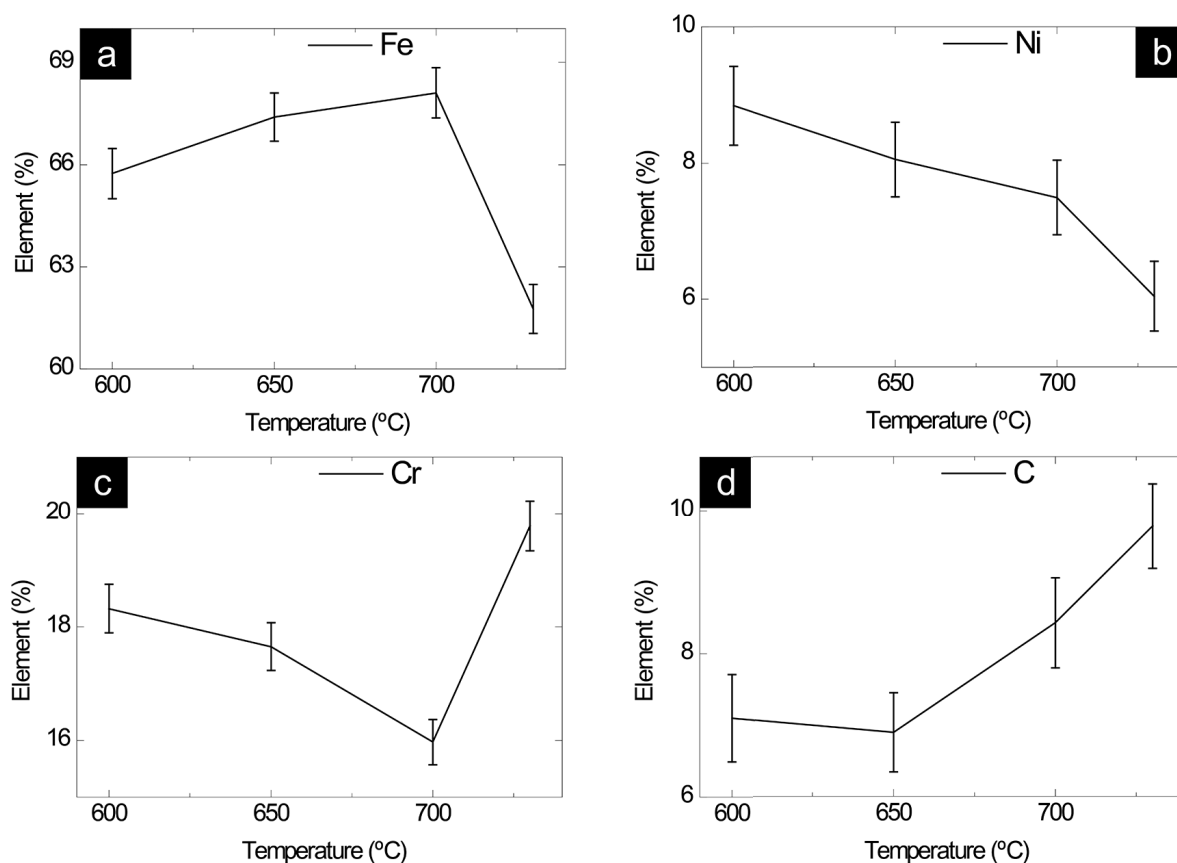 a
Fe
69
66
63
60
Element (%)
600 650 700
Temperature (ºC)
b
Ni
10
8
6
Element (%)
600 650 700
Temperature (ºC)
c
Cr
20
18
16
Element (%)
600 650 700
Temperature (ºC)
d
C
10
8
6
Element (%)
600 650 700
Temperature (ºC)